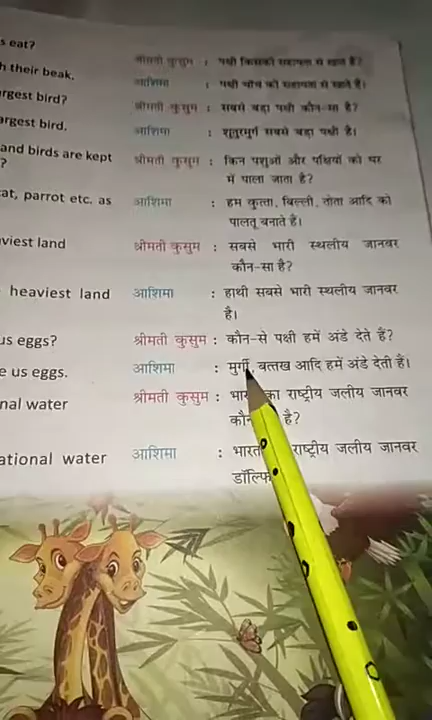 s eat?
श्रीमती कुसुम : पक्षी किसकी सहायता से खाते हैं?
h their beak.
आशिमा : पक्षी चोंच की सहायता से खाते हैं।
argest bird?
श्रीमती कुसुम : सबसे बड़ा पक्षी कौन-सा है?
argest bird.
आशिमा : शुतुरमुर्ग सबसे बड़ा पक्षी है।
and birds are kept
श्रीमती कुसुम : किन पशुओं और पक्षियों को घर
?
में पाला जाता है?
cat, parrot etc. as
आशिमा : हम कुत्ता, बिल्ली, तोता आदि को
पालतू बनाते हैं।
viest land
श्रीमती कुसुम : सबसे भारी स्थलीय जानवर
कौन-सा है?
heaviest land
आशिमा : हाथी सबसे भारी स्थलीय जानवर
है।
us eggs?
श्रीमती कुसुम : कौन-से पक्षी हमें अंडे देते हैं?
e us eggs.
आशिमा : मुर्गी, बत्तख आदि हमें अंडे देती हैं।
nal water
श्रीमती कुसुम : का राष्ट्रीय जलीय जानवर
है?
ational water
आशिमा : भारत राष्ट्रीय जलीय जानवर